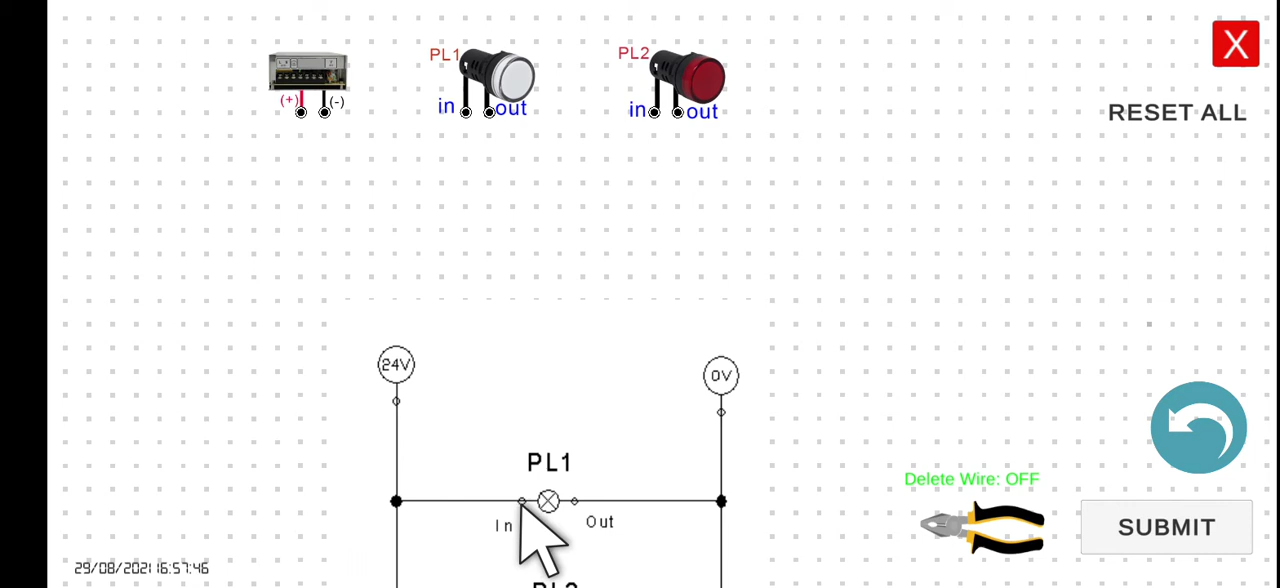 PL1
PL2
X
(+)
(-)
in
out
in
out
RESET ALL
24V
0V
PL1
In
Out
Delete Wire: OFF
SUBMIT
29/08/2021 16:57:46